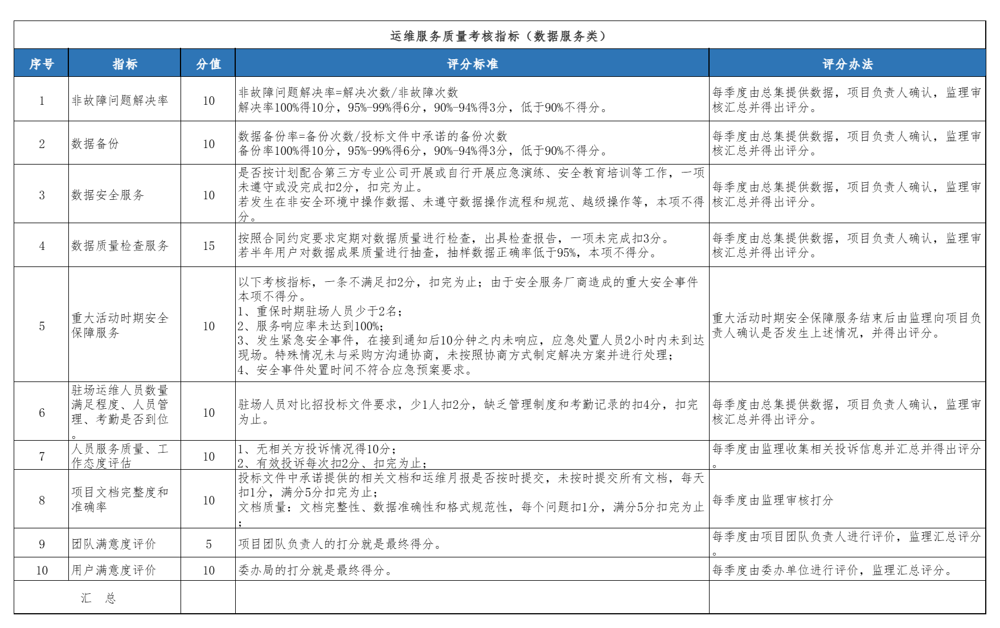 运维服务质量考核指标（数据服务类）
序号 指标 分值 评分标准 评分办法
1 非故障问题解决率 10
非故障问题解决率=解决次数/非故障次数
解决率100%得10分，95%-99%得6分，90%-94%得3分，低于90%不得分。
每季度由总集提供数据，项目负责人确认，监理审
核汇总并得出评分。
2 数据备份 10
数据备份率=备份次数/投标文件中承诺的备份次数
备份率100%得10分，95%-99%得6分，90%-94%得3分，低于90%不得分。
每季度由总集提供数据，项目负责人确认，监理审
核汇总并得出评分。
3 数据安全服务 10
是否按计划配合第三方专业公司开展或自行开展应急演练、安全教育培训等工作，一项
未遵守或没完成扣2分，扣完为止。
若发生在非安全环境中操作数据、未遵守数据操作流程和规范、越级操作等，本项不得
分。
每季度由总集提供数据，项目负责人确认，监理审
核汇总并得出评分。
4 数据质量检查服务 15
按照合同约定要求定期对数据质量进行检查，出具检查报告，一项未完成扣3分。
若半年用户对数据成果质量进行抽查，抽样数据正确率低于95%，本项不得分。
每季度由总集提供数据，项目负责人确认，监理审
核汇总并得出评分。
5
重大活动时期安全
保障服务
10
以下考核指标，一条不满足扣2分，扣完为止；由于安全服务厂商造成的重大安全事件
本项不得分。
1、重保时期驻场人员少于2名；
2、服务响应率未达到100%；
3、发生紧急安全事件，在接到通知后10分钟之内未响应，应急处置人员2小时内未到达
现场。特殊情况未与采购方沟通协商，未按照协商方式制定解决方案并进行处理；
4、安全事件处置时间不符合应急预案要求。
重大活动时期安全保障服务结束后由监理向项目负
责人确认是否发生上述情况，并得出评分。
6
驻场运维人员数量
满足程度、人员管
理、考勤是否到位
。
10
驻场人员对比招投标文件要求，少1人扣2分，缺乏管理制度和考勤记录的扣4分，扣完
为止。
每季度由总集提供数据，项目负责人确认，监理审
核汇总并得出评分。
7
人员服务质量、工
作态度评估
10
1、无相关方投诉情况得10分；
2、有效投诉每次扣2分、扣完为止；
每季度由监理收集相关投诉信息并汇总并得出评分
。
8
项目文档完整度和
准确率
10
投标文件中承诺提供的相关文档和运维月报是否按时提交，未按时提交所有文档，每天
扣1分，满分5分扣完为止；
文档质量：文档完整性、数据准确性和格式规范性，每个问题扣1分，满分5分扣完为止
；
每季度由监理审核打分
9 团队满意度评价 5 项目团队负责人的打分就是最终得分。
每季度由项目团队负责人进行评价，监理汇总评分
。
10 用户满意度评价 10 委办局的打分就是最终得分。 每季度由委办单位进行评价，监理汇总评分。
汇 总